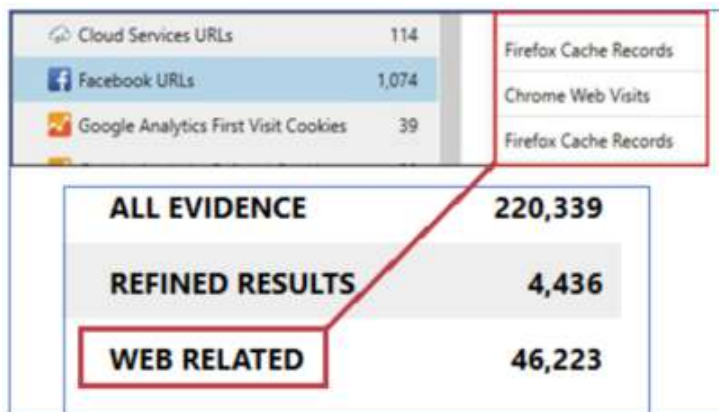 Cloud Services URLs 114
Facebook URLs 1,074
Google Analytics First Visit Cookies 39
Firefox Cache Records
Chrome Web Visits
Firefox Cache Records
ALL EVIDENCE 220,339
REFINED RESULTS 4,436
WEB RELATED 46,223